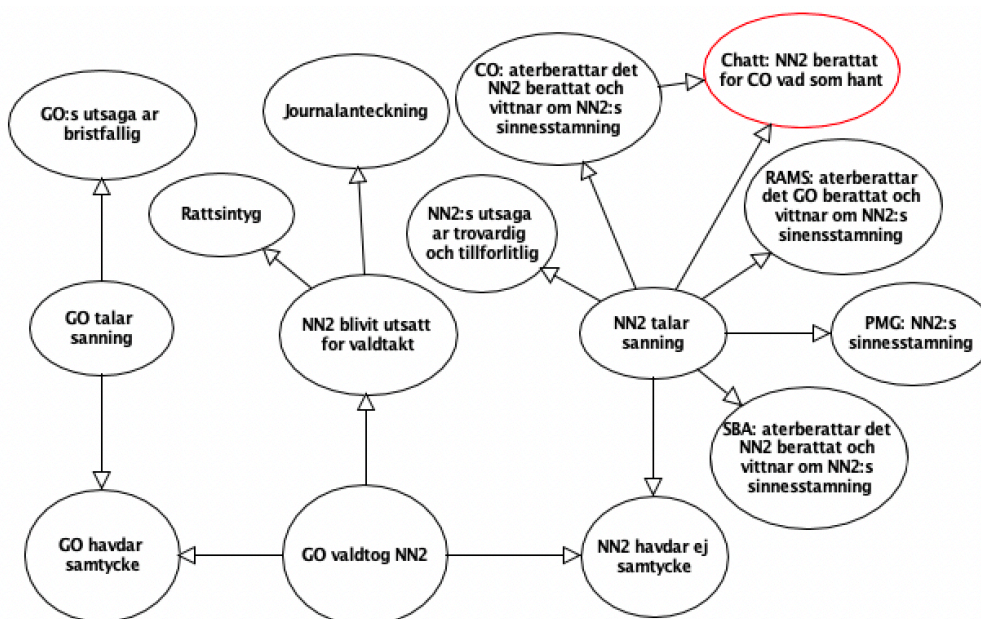 GO:s utsaga ar
bristfallig
Journalanteckning
CO: aterberattar det
NN2 berattat och
vittnar om NN2:s
sinnesstamning
Chatt: NN2 berattat
for CO vad som hant
Rattsintyg
NN2:s utsaga
ar trovardig
och tillforlitlig
RAMS: aterberattar
det GO berattat och
vittnar om NN2:s
sinensstamning
GO talar
sanning
NN2 blivit utsatt
for valdtakt
NN2 talar
sanning
PMG: NN2:s
sinnesstamning
SBA: aterberattar det
NN2 berattat och
vittnar om NN2:s
sinnesstamning
GO havdar
samtycke
GO valdtog NN2
NN2 havdar ej
samtycke